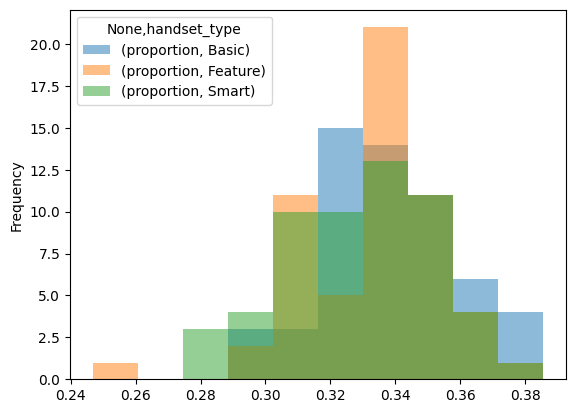 None,handset_type
(proportion, Basic)
(proportion, Feature)
(proportion, Smart)
Frequency
20.0
17.5
15.0
12.5
10.0
7.5
5.0
2.5
0.0
0.24 0.26 0.28 0.30 0.32 0.34 0.36 0.38